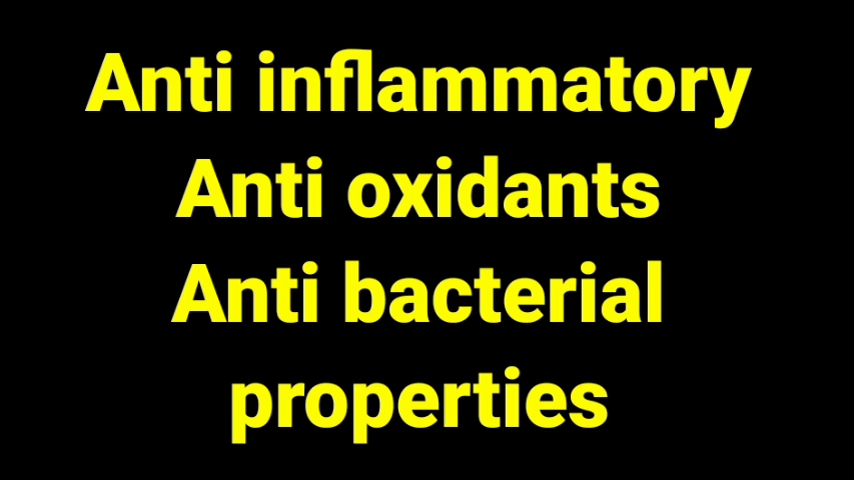 Anti inflammatory
Anti oxidants
Anti bacterial
properties